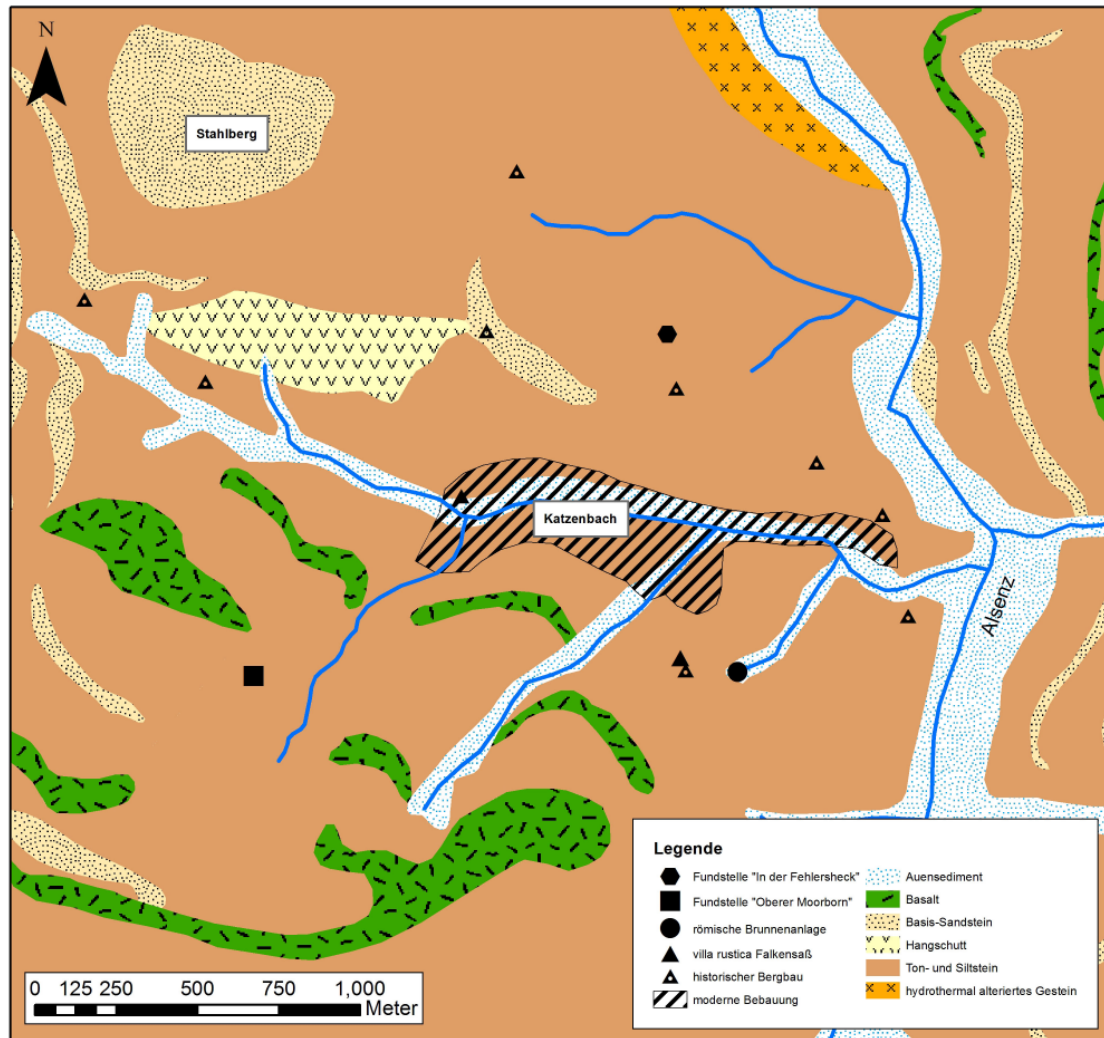 N
Stahlberg
Katzenbach
Alsenz
Legende
Fundstelle "In der Fehlersheck"
Fundstelle "Oberer Moorborn"
römische Brunnenanlage
villa rustica Falkensaß
historischer Bergbau
moderne Bebauung
Auensediment
Basalt
Basis-Sandstein
Hangschutt
Ton- und Siltstein
hydrothermal alteriertes Gestein
0 125 250 500 750 1,000
Meter